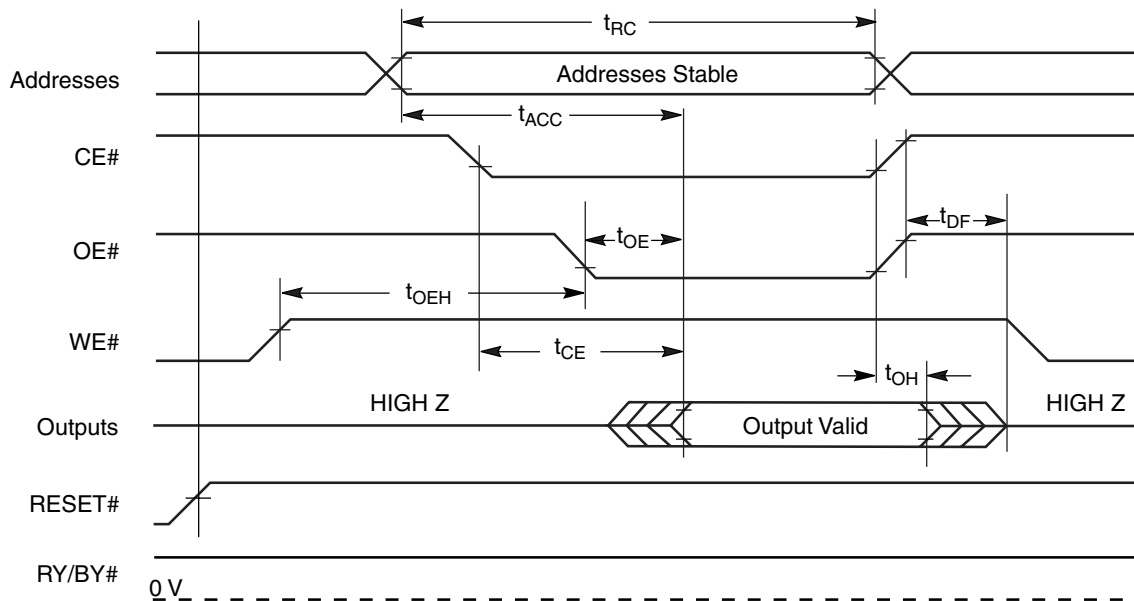 tRC
Addresses
Addresses Stable
tACC
CE#
tDF
OE#
tOE
tOEH
WE#
tCE
tOH
HIGH Z
HIGH Z
Outputs
Output Valid
RESET#
RY/BY#
0 V